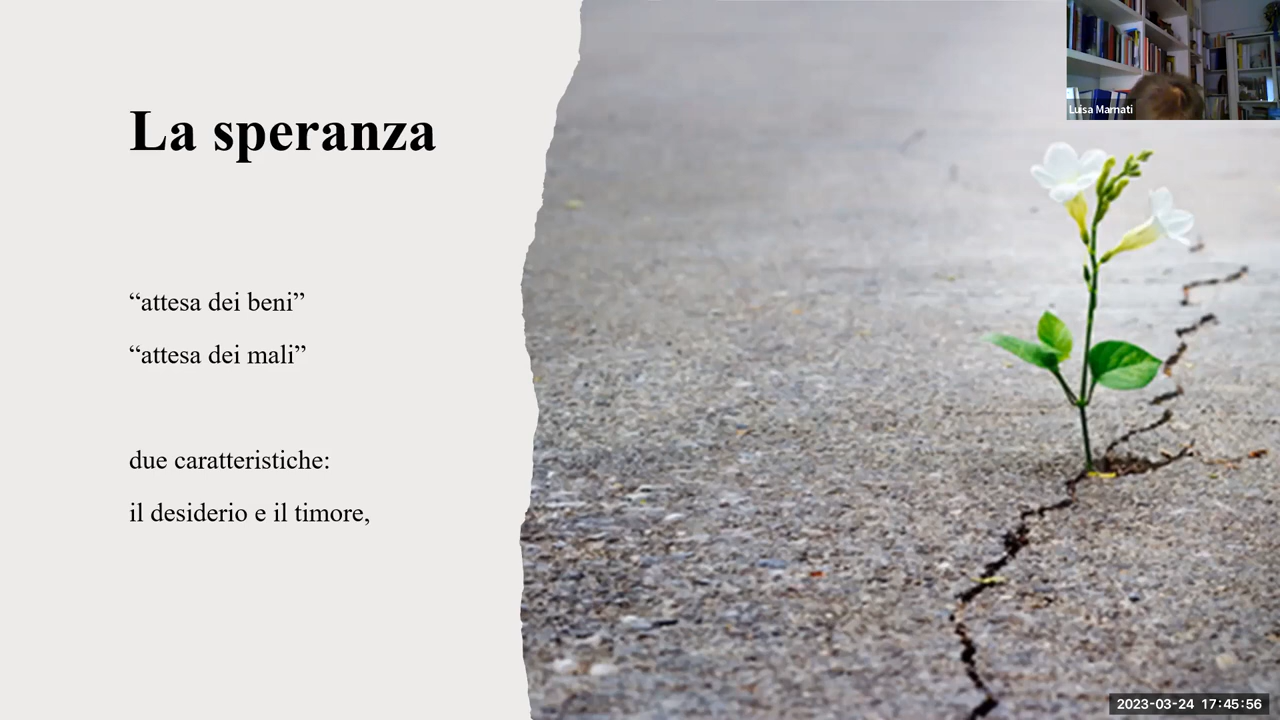 La speranza
“attesa dei beni”
“attesa dei mali”
due caratteristiche:
il desiderio e il timore,
Luisa Marnati
2023-03-24 17:45:56